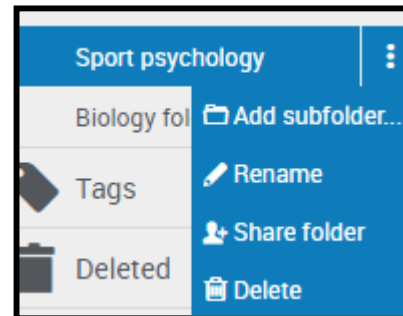 Sport psychology
Biology fol
Add subfolder...
Tags
Rename
Share folder
Deleted
Delete